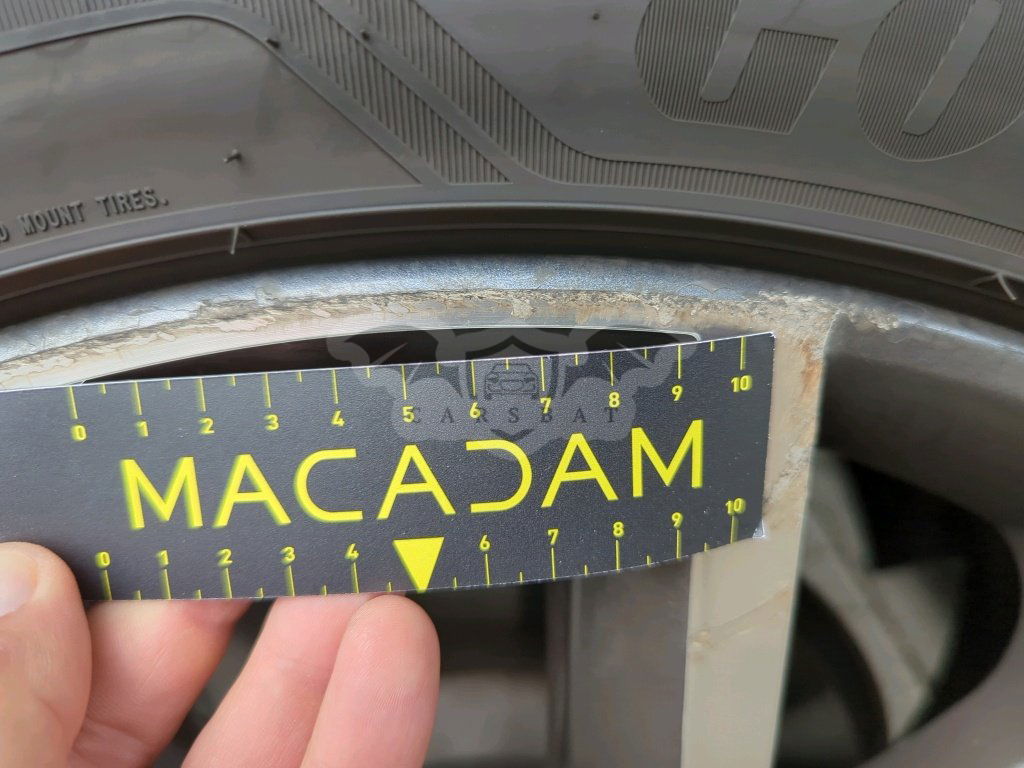 GO
D MOUNT TIRES.
0 1 2 3 4 5 6 7 8 9 10
CARSBAT
MACADAM
0 1 2 3 4 6 7 8 9 10